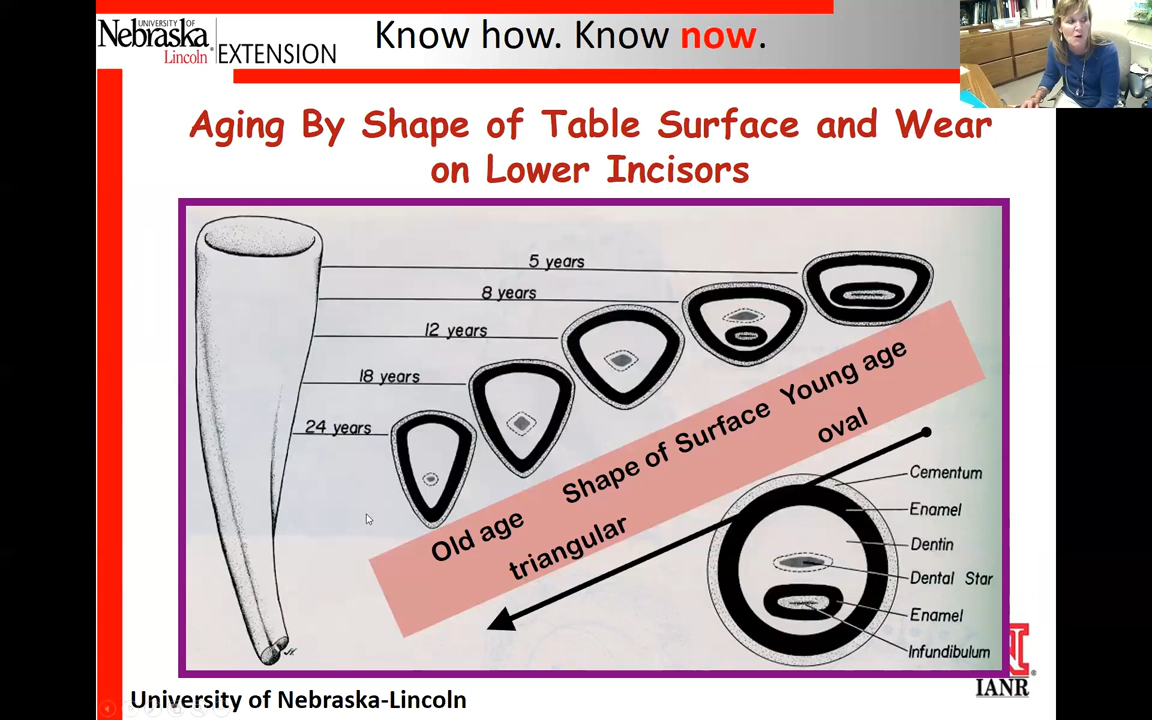 UNIVERSITY OF
Nebraska
Lincoln
EXTENSION
Know how. Know now.
Aging By Shape of Table Surface and Wear
on Lower Incisors
5 years
8 years
12 years
18 years
24 years
Young age
Shape of Surface
Old age
oval
triangular
Cementum
Enamel
Dentin
Dental Star
Enamel
Infundibulum
IANR
University of Nebraska-Lincoln